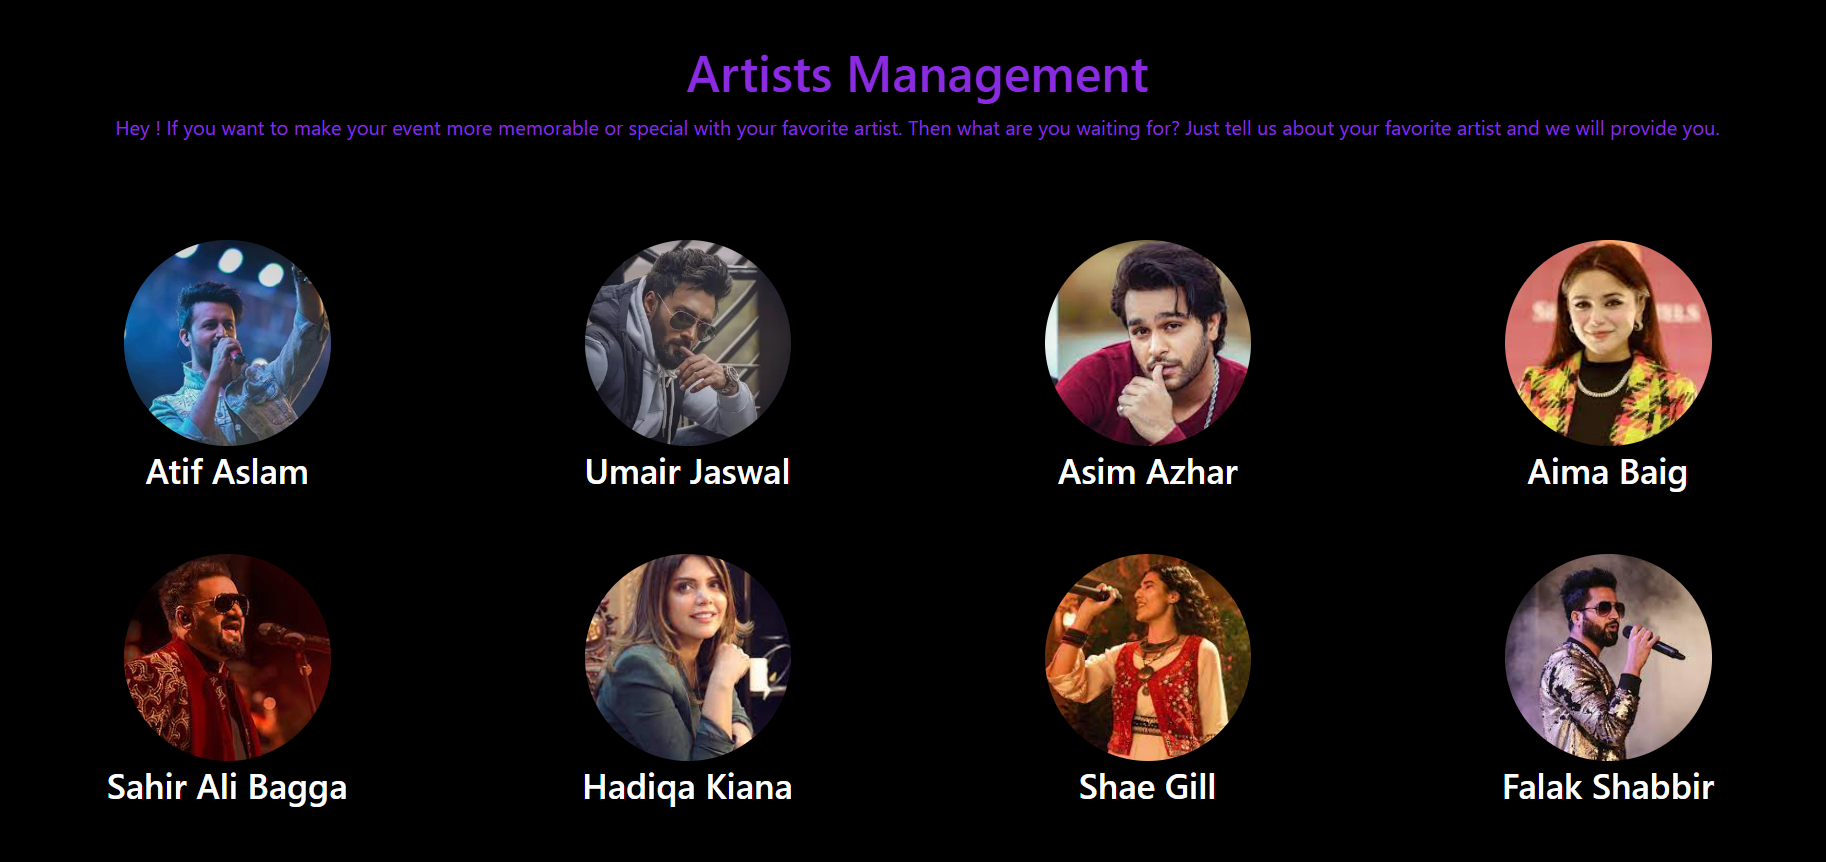 Artists Management
Hey ! If you want to make your event more memorable or special with your favorite artist. Then what are you waiting for? Just tell us about your favorite artist and we will provide you.
Atif Aslam
Umair Jaswal
Asim Azhar
Aima Baig
Sahir Ali Bagga
Hadiqa Kiana
Shae Gill
Falak Shabbir